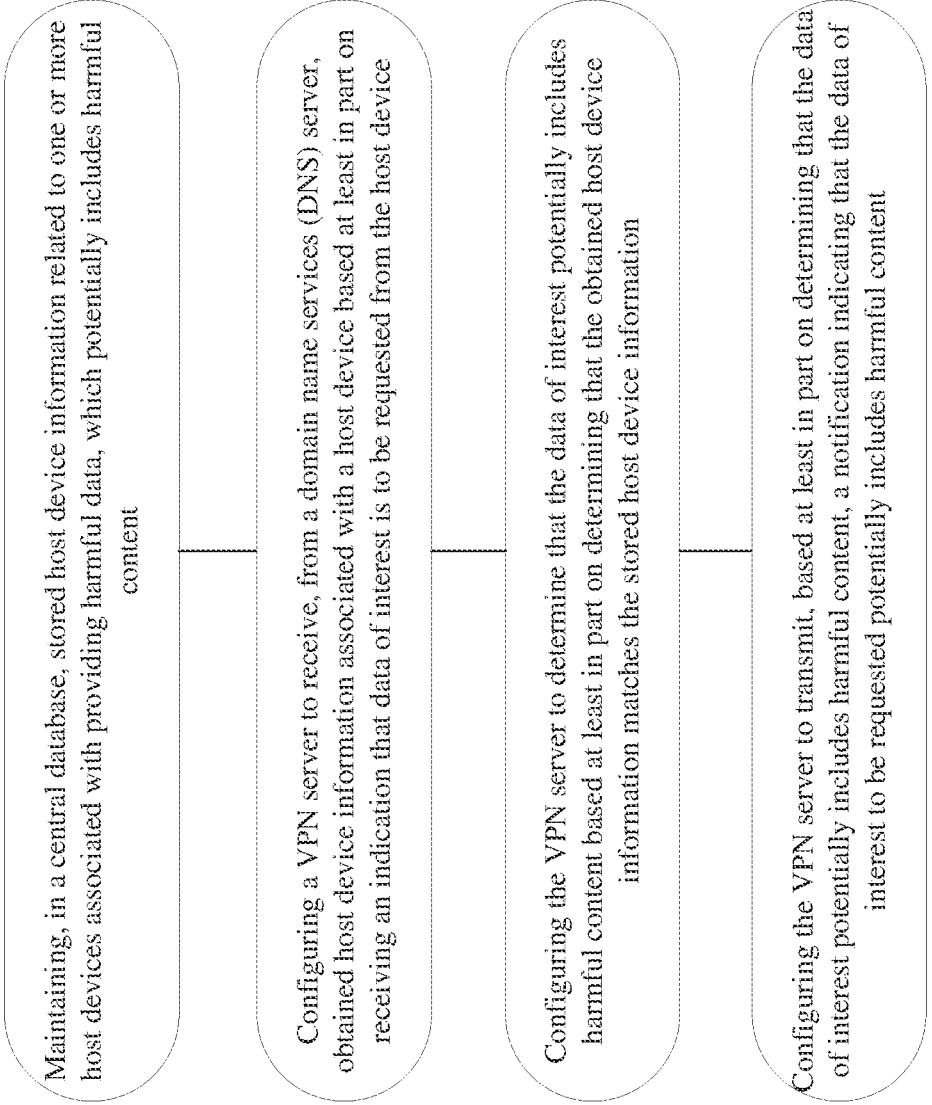 Maintaining, in a central database, stored host device information related to one or more
host devices associated with providing harmful data, which potentially includes harmful
content
Configuring a VPN server to receive, from a domain name services (DNS) server,
obtained host device information associated with a host device based at least in part on
receiving an indication that data of interest is to be requested from the host device
Configuring the VPN server to determine that the data of interest potentially includes
harmful content based at least in part on determining that the obtained host device
information matches the stored host device information
Configuring the VPN server to transmit, based at least in part on determining that the data
of interest potentially includes harmful content, a notification indicating that the data of
interest to be requested potentially includes harmful content